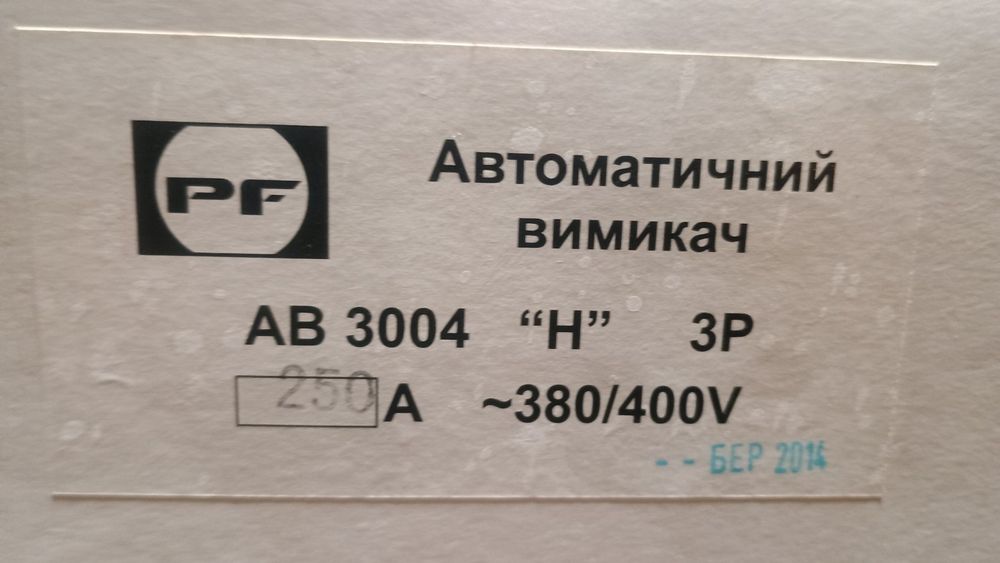 PF
Автоматичний
вимикач
АВ 3004 “Н” 3Р
250 А ~380/400V
- - БЕР 2014